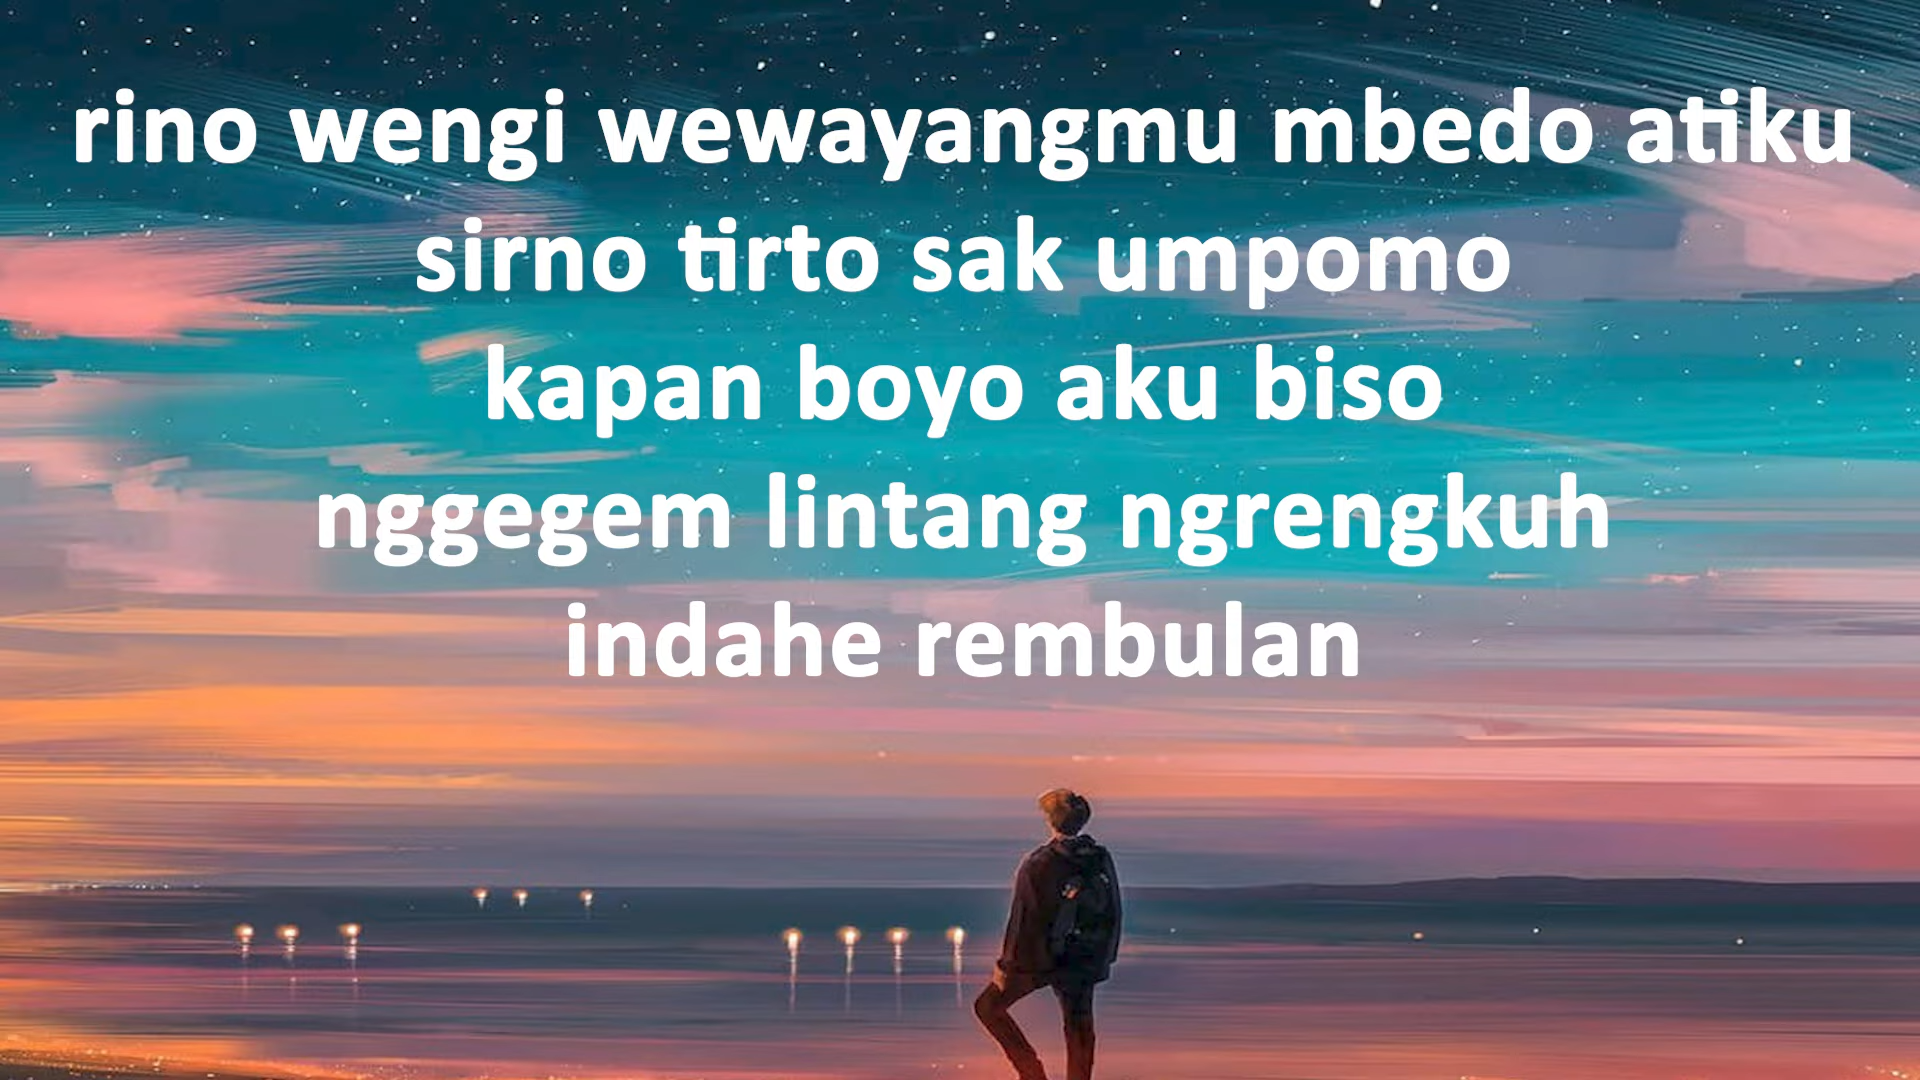 rino wengi wewayangmu mbedo atiku
sirno tirto sak umpomo
kapan boyo aku biso
nggegem lintang ngrengkuh
indahe rembulan